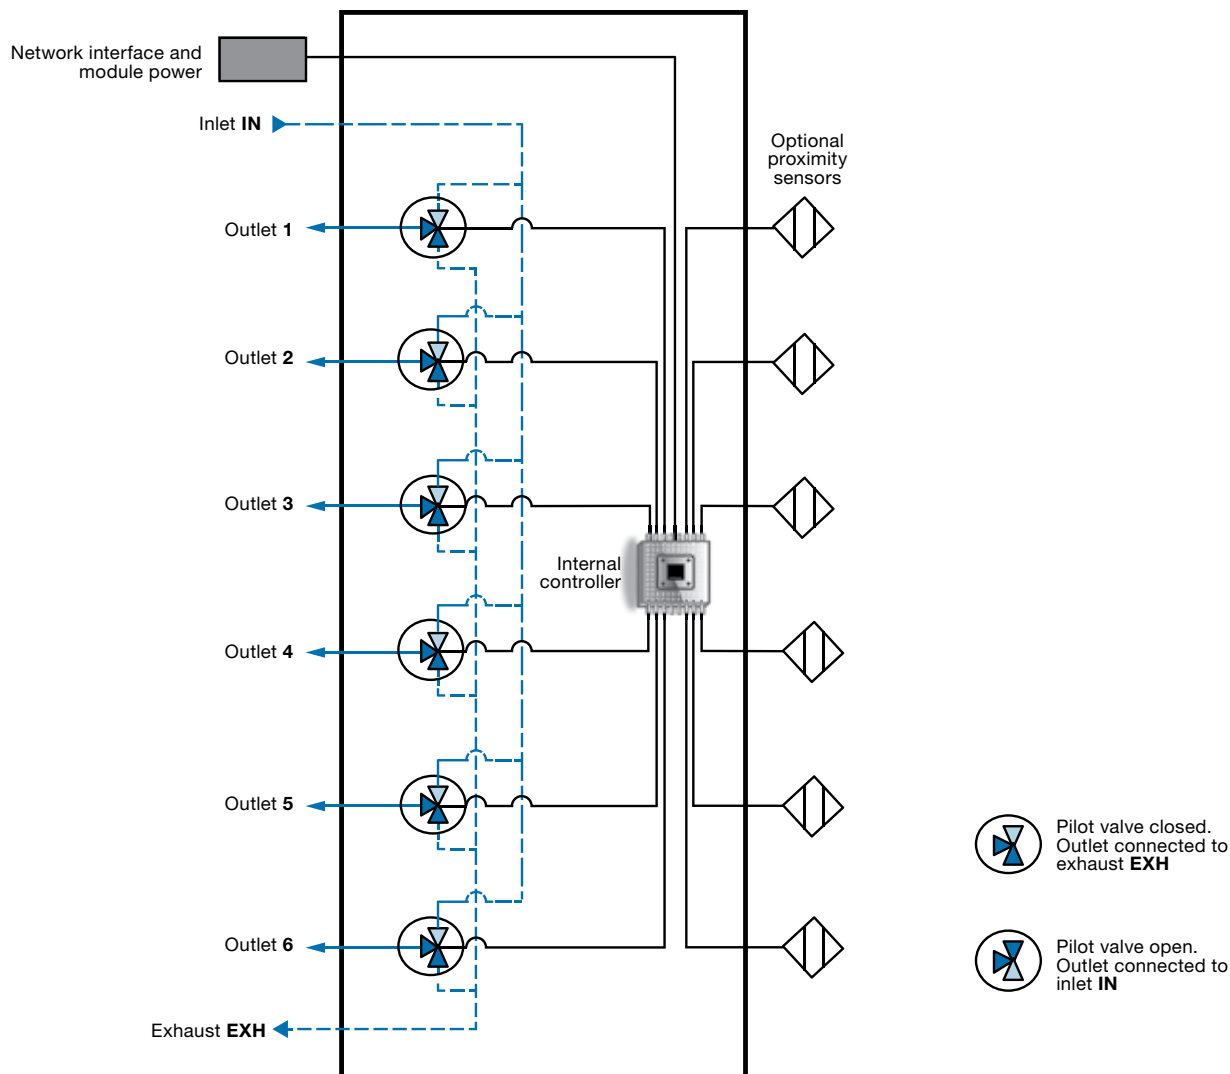 Network interface and
module power
Inlet IN
Optional
proximity
sensors
Outlet 1
Outlet 2
Outlet 3
Internal
controller
Outlet 4
Outlet 5
Outlet 6
Exhaust EXH
Pilot valve closed.
Outlet connected to
exhaust EXH
Pilot valve open.
Outlet connected to
inlet IN